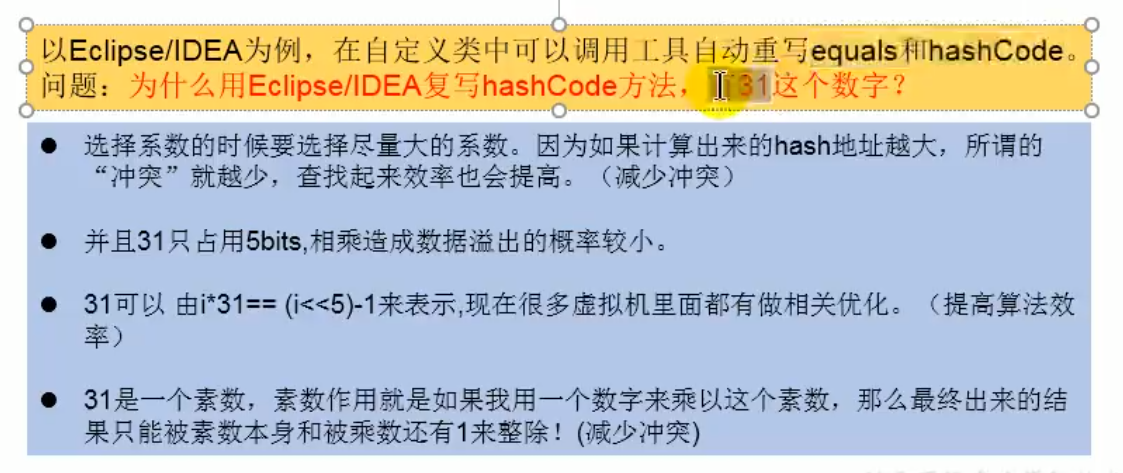 以Eclipse/IDEA为例，在自定义类中可以调用工具自动重写equals和hashCode。
问题：为什么用Eclipse/IDEA复写hashCode方法，有31这个数字？
● 选择系数的时候要选择尽量大的系数。因为如果计算出来的hash地址越大，所谓的
“冲突”就越少，查找起来效率也会提高。（减少冲突）
● 并且31只占用5bits,相乘造成数据溢出的概率较小。
● 31可以 由i*31== (i<<5)-1来表示,现在很多虚拟机里面都有做相关优化。（提高算法效
率）
● 31是一个素数，素数作用就是如果我用一个数字来乘以这个素数，那么最终出来的结
果只能被素数本身和被乘数还有1来整除！(减少冲突)